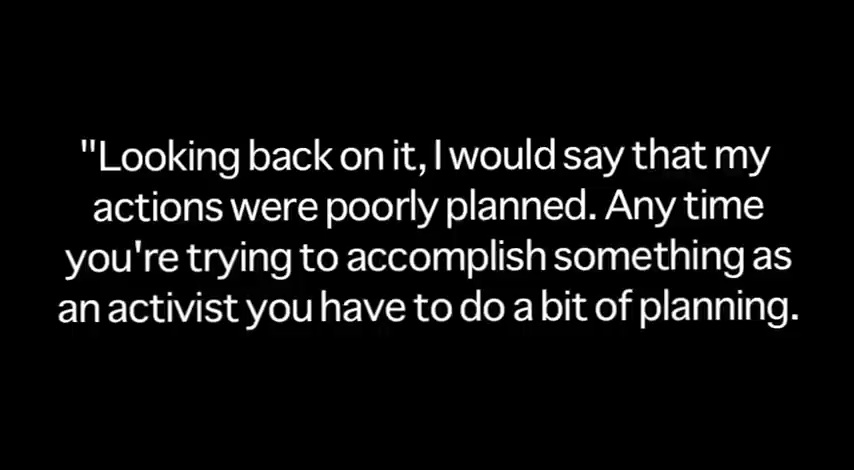 "Looking back on it, I would say that my
actions were poorly planned. Any time
you're trying to accomplish something as
an activist you have to do a bit of planning.